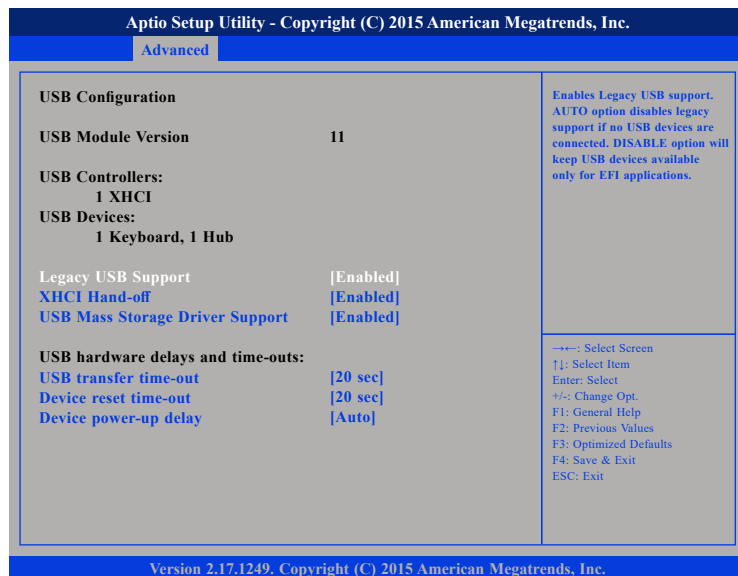 Aptio Setup Utility - Copyright (C) 2015 American Megatrends, Inc.
Advanced
USB Configuration
USB Module Version 11
USB Controllers:
1 XHCI
USB Devices:
1 Keyboard, 1 Hub
Legacy USB Support [Enabled]
XHCI Hand-off [Enabled]
USB Mass Storage Driver Support [Enabled]
USB hardware delays and time-outs:
USB transfer time-out [20 sec]
Device reset time-out [20 sec]
Device power-up delay [Auto]
Enables Legacy USB support.
AUTO option disables legacy
support if no USB devices are
connected. DISABLE option will
keep USB devices available
only for EFI applications.
→←: Select Screen
↑↓: Select Item
Enter: Select
+/-: Change Opt.
F1: General Help
F2: Previous Values
F3: Optimized Defaults
F4: Save & Exit
ESC: Exit
Version 2.17.1249. Copyright (C) 2015 American Megatrends, Inc.